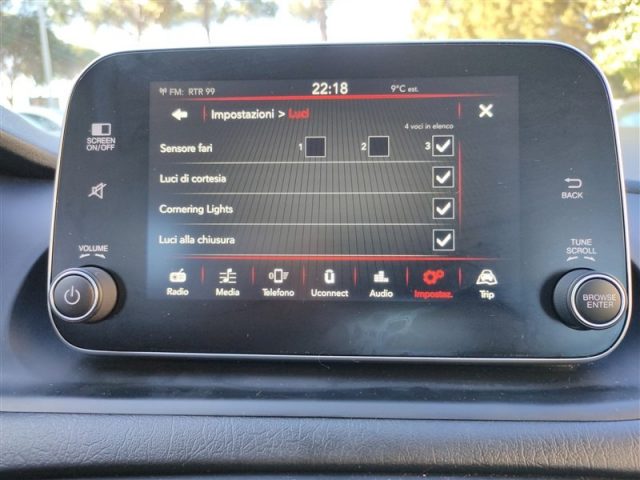 FM: RTR 99 22:18 9°C est.
Impostazioni > Luci
4 voci in elenco
Sensore fari 1 2 3
Luci di cortesia
Cornering Lights
Luci alla chiusura
Radio Media Telefono Uconnect Audio Impostaz. Trip
SCREEN
ON/OFF
VOLUME
BACK
TUNE
SCROLL
BROWSE
ENTER